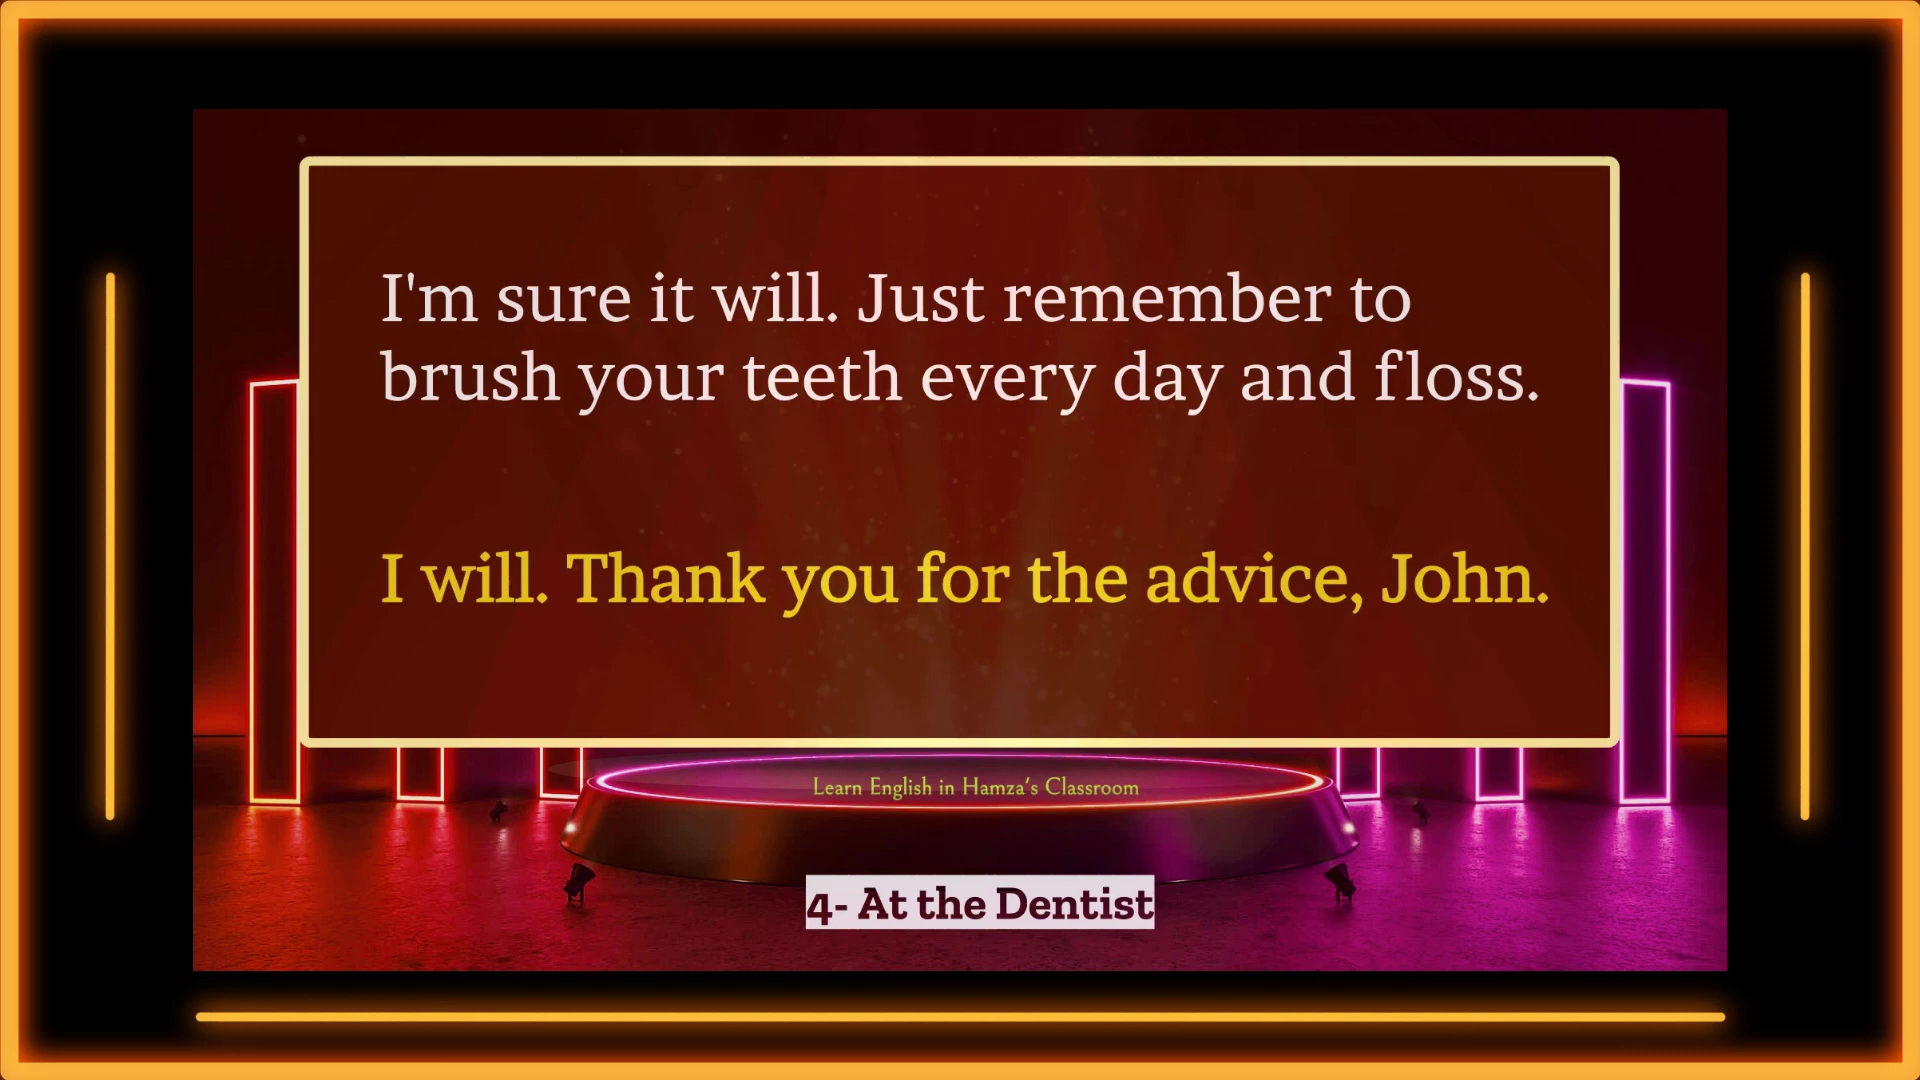 I'm sure it will. Just remember to
brush your teeth every day and floss.
I will. Thank you for the advice, John.
Learn English in Hamza's Classroom
4- At the Dentist